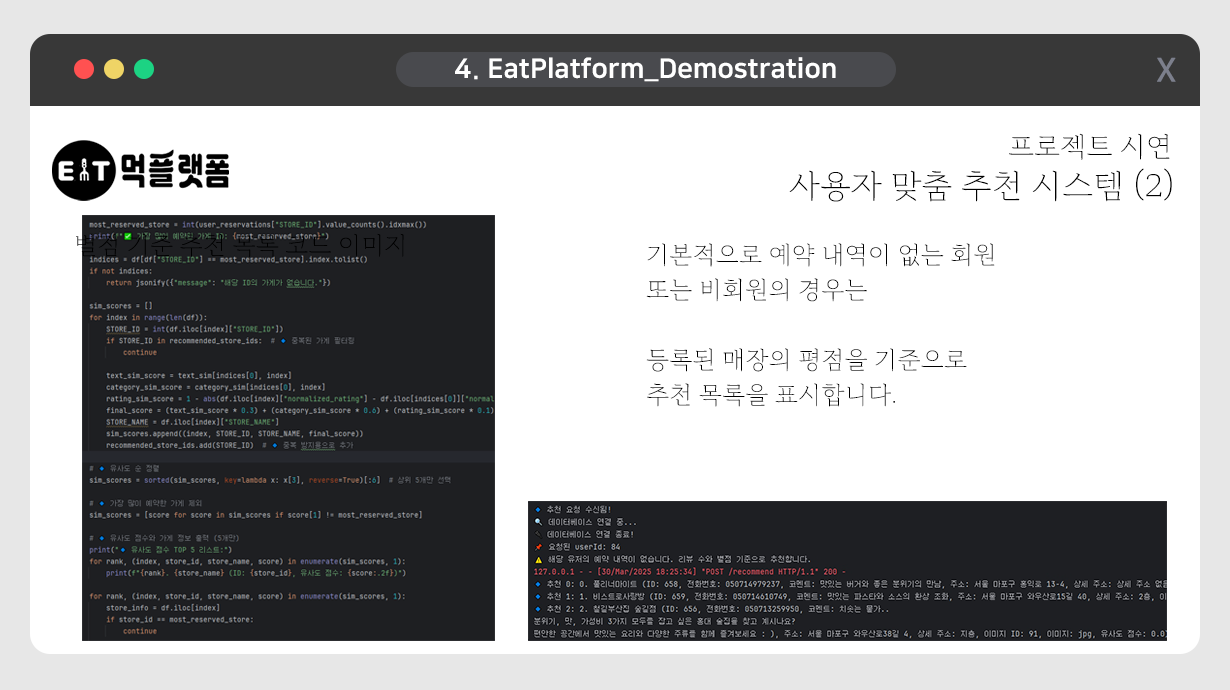 4. EatPlatform_Demostration
X
EAT 먹플랫폼
프로젝트 시연
사용자 맞춤 추천 시스템 (2)
별점 기준 추천 목록 코드 이미지
most_reserved_store = int(user_reservations["STORE_ID"].value_counts().idxmax())
print(f"✅ 가장 많이 예약된 가게 ID: {most_reserved_store}")
indices = df[df["STORE_ID"] == most_reserved_store].index.tolist()
if not indices:
return jsonify({"message": "해당 ID의 가게가 없습니다."})
sim_scores = []
for index in range(len(df)):
STORE_ID = int(df.iloc[index]["STORE_ID"])
if STORE_ID in recommended_store_ids: # 🔹 중복된 가게 필터링
continue
text_sim_score = text_sim[indices[0], index]
category_sim_score = category_sim[indices[0], index]
rating_sim_score = 1 - abs(df.iloc[index]["normalized_rating"] - df.iloc[indices[0]]["normal
final_score = (text_sim_score * 0.3) + (category_sim_score * 0.6) + (rating_sim_score * 0.1)
STORE_NAME = df.iloc[index]["STORE_NAME"]
sim_scores.append((index, STORE_ID, STORE_NAME, final_score))
recommended_store_ids.add(STORE_ID) # 🔹 중복 방지용으로 추가
# 🔹 유사도 순 정렬
sim_scores = sorted(sim_scores, key=lambda x: x[3], reverse=True)[:6] # 상위 5개만 선택
# 🔹 가장 많이 예약한 가게 제외
sim_scores = [score for score in sim_scores if score[1] != most_reserved_store]
# 🔹 유사도 점수와 가게 정보 출력 (5개만)
print("🔹 유사도 점수 TOP 5 리스트:")
for rank, (index, store_id, store_name, score) in enumerate(sim_scores, 1):
print(f"{rank}. {store_name} (ID: {store_id}, 유사도 점수: {score:.2f})")
for rank, (index, store_id, store_name, score) in enumerate(sim_scores, 1):
store_info = df.iloc[index]
if store_id == most_reserved_store:
continue
기본적으로 예약 내역이 없는 회원
또는 비회원의 경우는
등록된 매장의 평점을 기준으로
추천 목록을 표시합니다.
🔹 추천 요청 수신됨!
🔍 데이터베이스 연결 중...
데이터베이스 연결 종료!
📌 요청된 userId: 84
⚠️ 해당 유저의 예약 내역이 없습니다. 리뷰 수와 별점 기준으로 추천합니다.
127.0.0.1 - - [30/Mar/2025 18:25:34] "POST /recommend HTTP/1.1" 200 -
🔹 추천 0: 0. 풀리너마이트 (ID: 658, 전화번호: 050714979237, 코멘트: 맛있는 버거와 좋은 분위기의 만남, 주소: 서울 마포구 홍익로 13-4, 상세 주소: 상세 주소 없음
🔹 추천 1: 1. 비스트로사랑방 (ID: 659, 전화번호: 050714610749, 코멘트: 맛있는 파스타와 소스의 환상 조화, 주소: 서울 마포구 와우산로15길 40, 상세 주소: 2층, 이
🔹 추천 2: 2. 철길부산집 숲길점 (ID: 656, 전화번호: 050713259950, 코멘트: 치솟는 물가..
분위기, 맛, 가성비 3가지 모두를 잡고 싶은 홍대 술집을 찾고 계시나요?
편안한 공간에서 맛있는 요리와 다양한 주류를 함께 즐겨보세요 : ), 주소: 서울 마포구 와우산로38길 4, 상세 주소: 지층, 이미지 ID: 91, 이미지: jpg, 유사도 점수: 0.0)